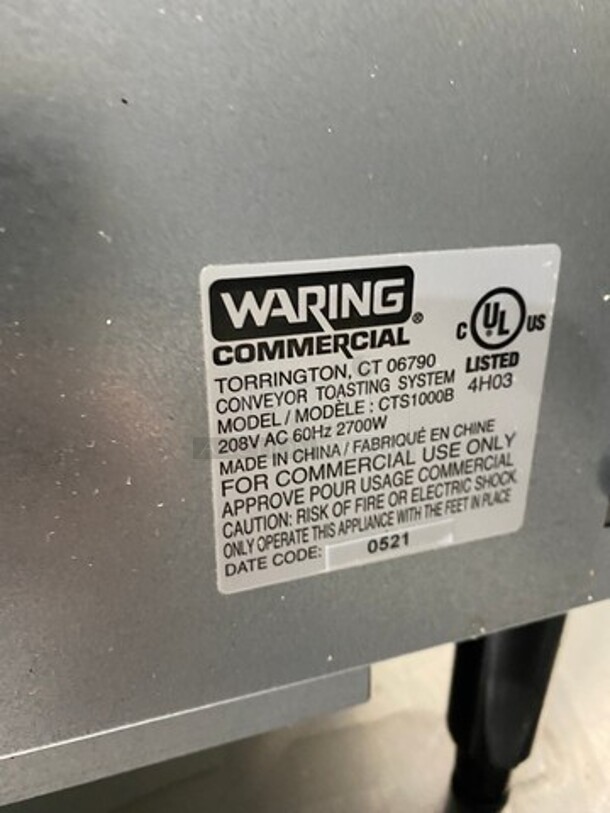 WARING
COMMERCIAL®
C UL US
LISTED
4H03
TORRINGTON, CT 06790
CONVEYOR TOASTING SYSTEM
MODEL / MODÈLE : CTS1000B
208V AC 60Hz 2700W
MADE IN CHINA / FABRIQUÉ EN CHINE
FOR COMMERCIAL USE ONLY
APPROVE POUR USAGE COMMERCIAL
CAUTION: RISK OF FIRE OR ELECTRIC SHOCK
ONLY OPERATE THIS APPLIANCE WITH THE FEET IN PLACE
DATE CODE: 0521